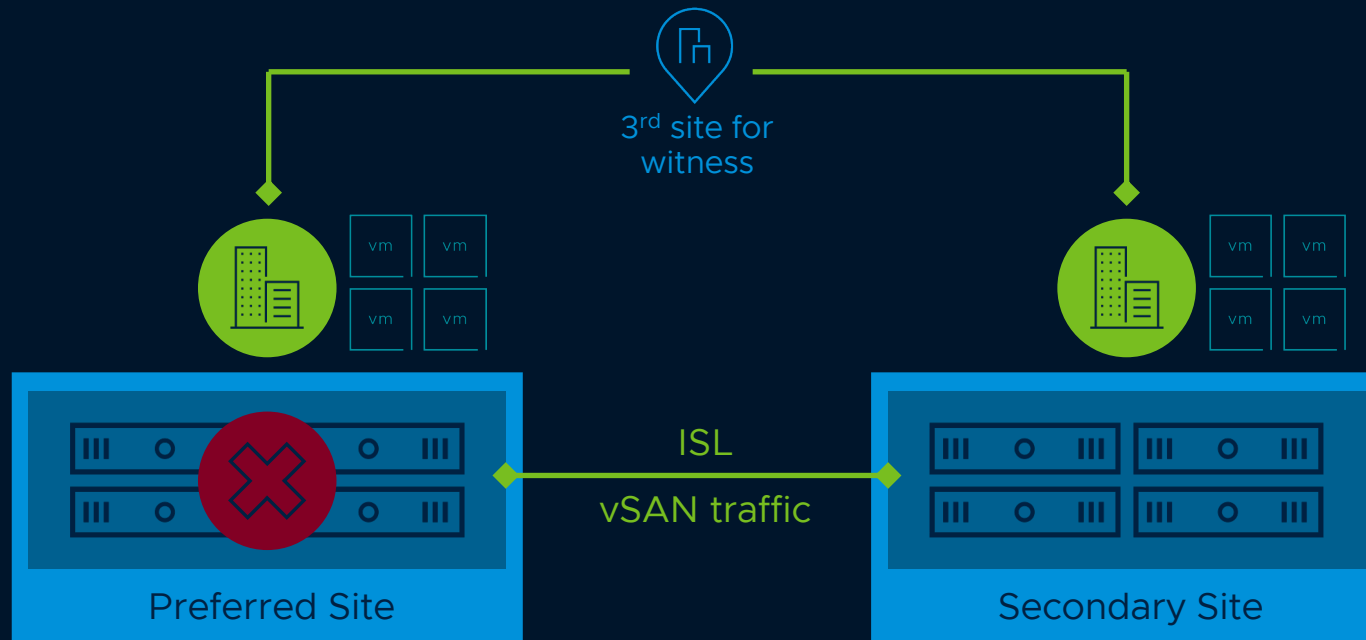 3rd site for
witness
vm vm
vm vm
vm vm
vm vm
ISL
vSAN traffic
Preferred Site
Secondary Site